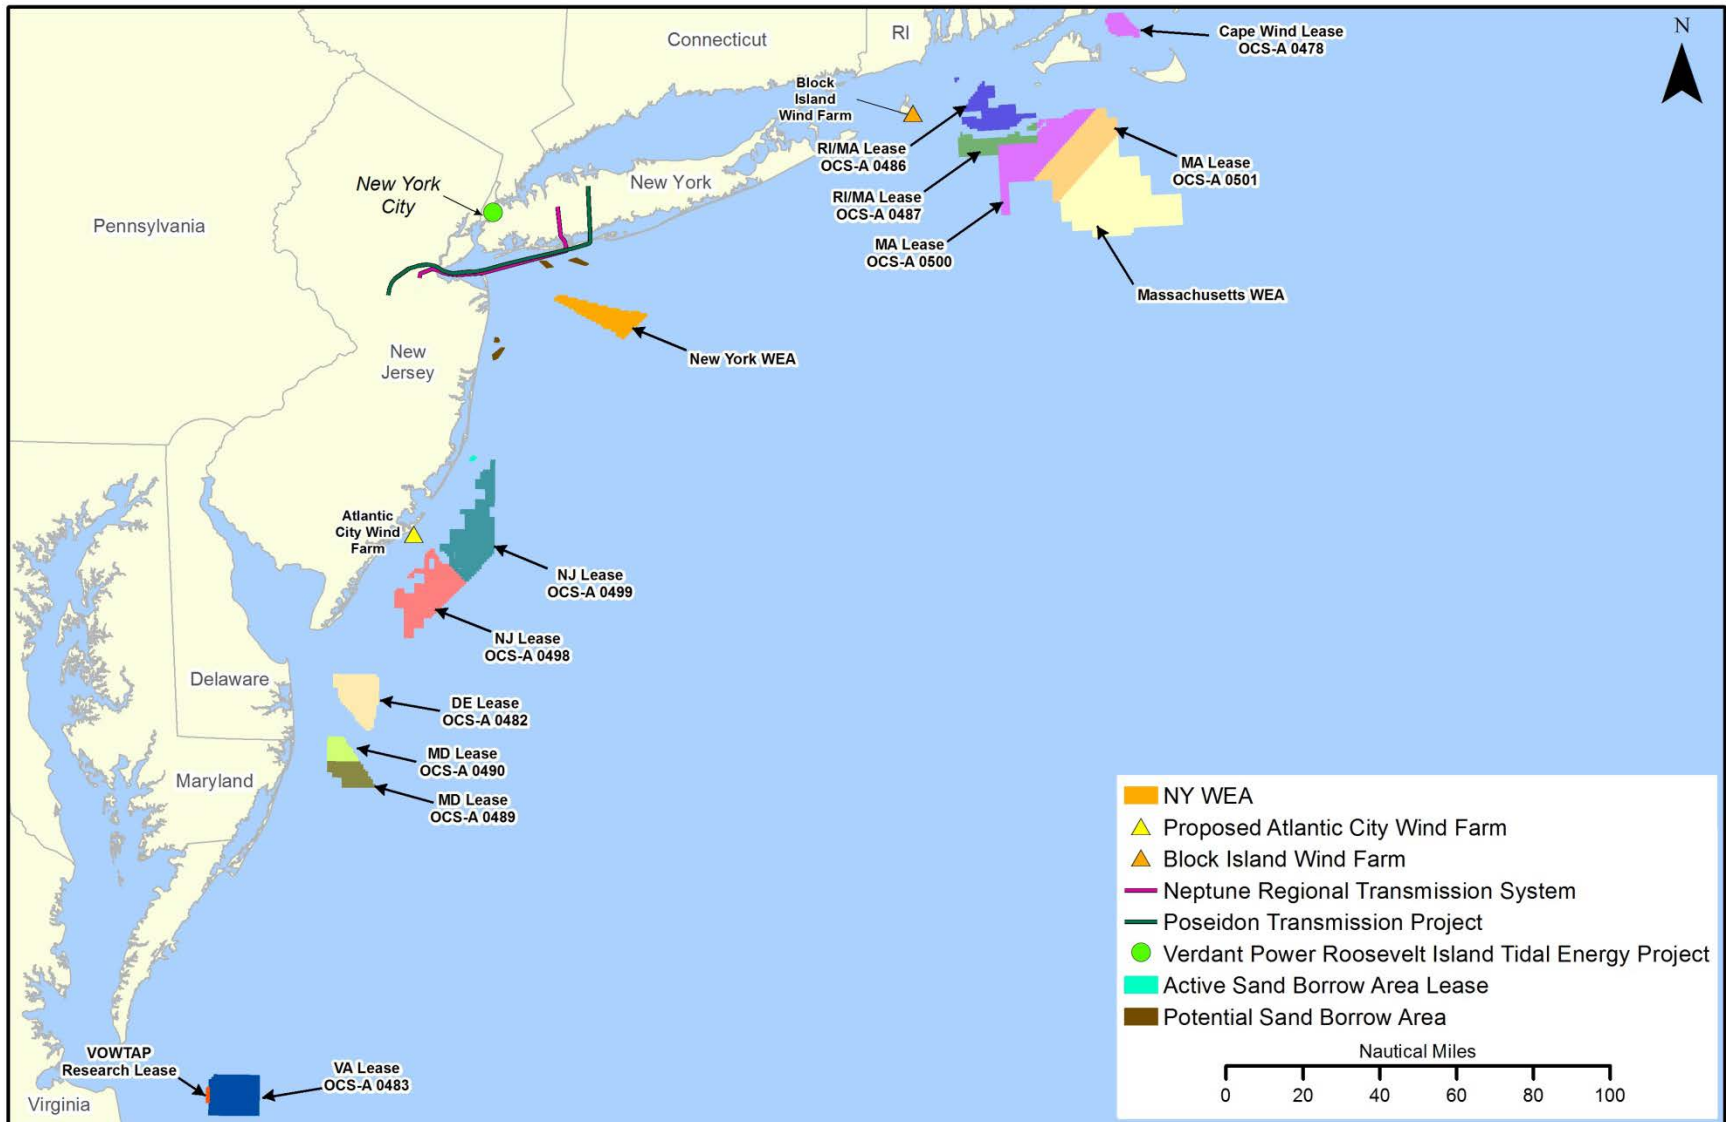 Connecticut
RI
Cape Wind Lease
OCS-A 0478
N
Block
Island
Wind Farm
RI/MA Lease
OCS-A 0486
MA Lease
OCS-A 0501
New York
City
New York
RI/MA Lease
OCS-A 0487
Pennsylvania
MA Lease
OCS-A 0500
Massachusetts WEA
New
Jersey
New York WEA
Atlantic
City Wind
Farm
NJ Lease
OCS-A 0499
NJ Lease
OCS-A 0498
Delaware
DE Lease
OCS-A 0482
MD Lease
OCS-A 0490
Maryland
MD Lease
OCS-A 0489
VOWTAP
Research Lease
VA Lease
OCS-A 0483
Virginia
NY WEA
Proposed Atlantic City Wind Farm
Block Island Wind Farm
Neptune Regional Transmission System
Poseidon Transmission Project
Verdant Power Roosevelt Island Tidal Energy Project
Active Sand Borrow Area Lease
Potential Sand Borrow Area
Nautical Miles
0 20 40 60 80 100